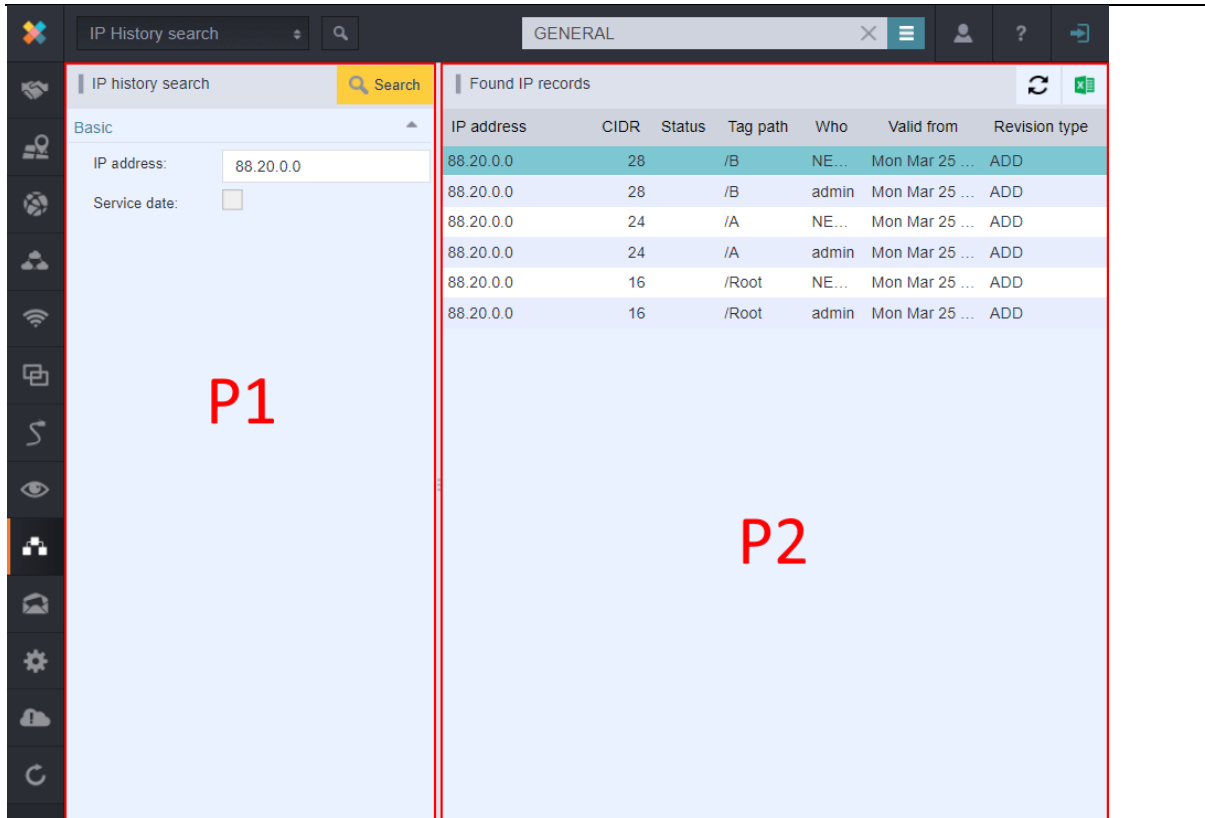 IP History search GENERAL ?
IP history search Search
Basic
IP address: 88.20.0.0
Service date:
P1
Found IP records
IP address CIDR Status Tag path Who Valid from Revision type
88.20.0.0 28 /B NE... Mon Mar 25 ... ADD
88.20.0.0 28 /B admin Mon Mar 25 ... ADD
88.20.0.0 24 /A NE... Mon Mar 25 ... ADD
88.20.0.0 24 /A admin Mon Mar 25 ... ADD
88.20.0.0 16 /Root NE... Mon Mar 25 ... ADD
88.20.0.0 16 /Root admin Mon Mar 25 ... ADD
P2